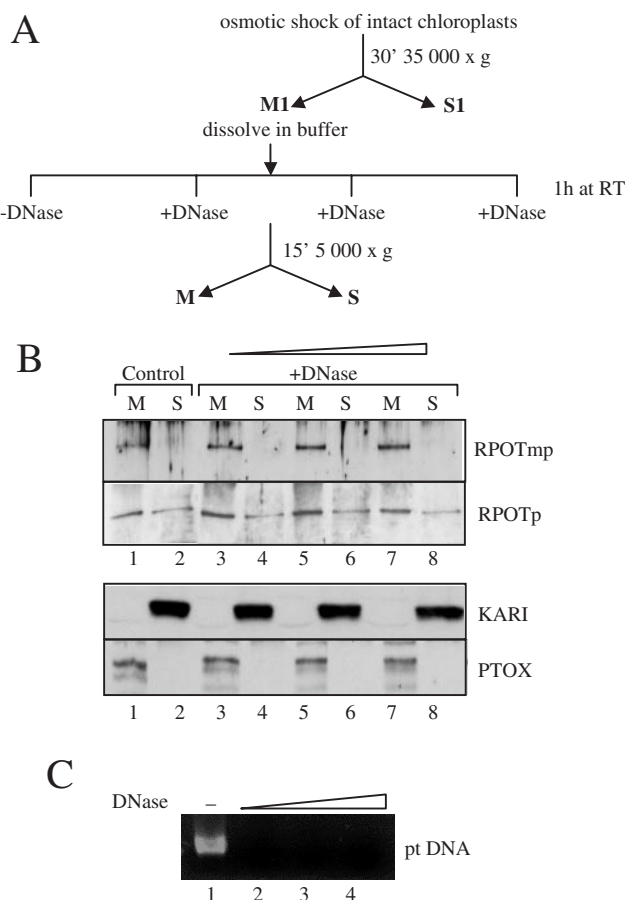 A
osmotic shock of intact chloroplasts
30' 35 000 x g
M1 S1
dissolve in buffer
1h at RT
-DNase +DNase +DNase +DNase
15' 5 000 x g
M S
B
Control +DNase
M S M S M S M S
RPOTmp
RPOTp
1 2 3 4 5 6 7 8
KARI
PTOX
1 2 3 4 5 6 7 8
C
DNase –
pt DNA
1 2 3 4